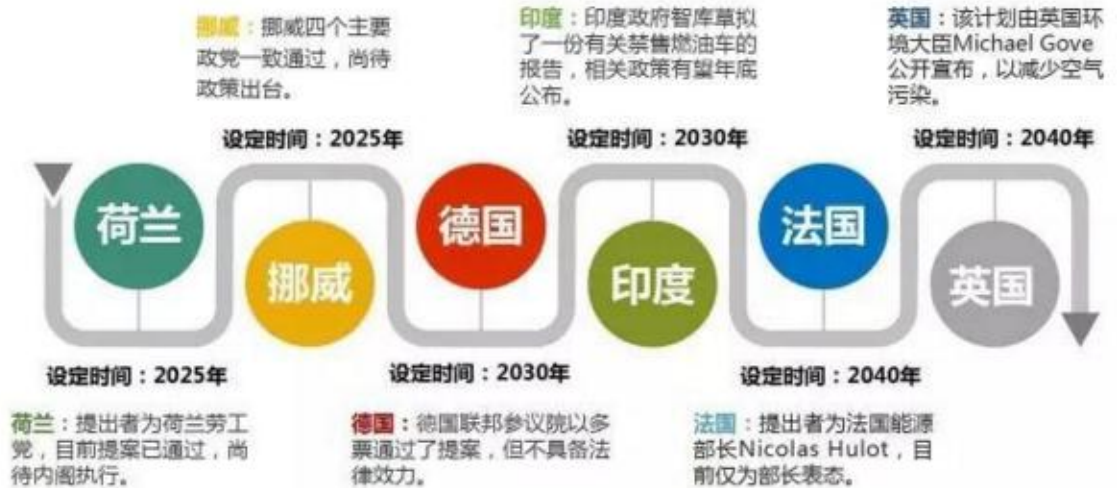 挪威：挪威四个主要
政党一致通过，尚待
政策出台。
印度：印度政府智库草拟
了一份有关禁售燃油车的
报告，相关政策有望年底
公布。
英国：该计划由英国环
境大臣Michael Gove
公开宣布，以减少空气
污染。
设定时间：2025年
设定时间：2030年
设定时间：2040年
荷兰
挪威
德国
印度
法国
英国
设定时间：2025年
设定时间：2030年
设定时间：2040年
荷兰：提出者为荷兰劳工
党，目前提案已通过，尚
待内阁执行。
德国：德国联邦参议院以多
票通过了提案，但不具备法
律效力。
法国：提出者为法国能源
部长Nicolas Hulot，目
前仅为部长表态。